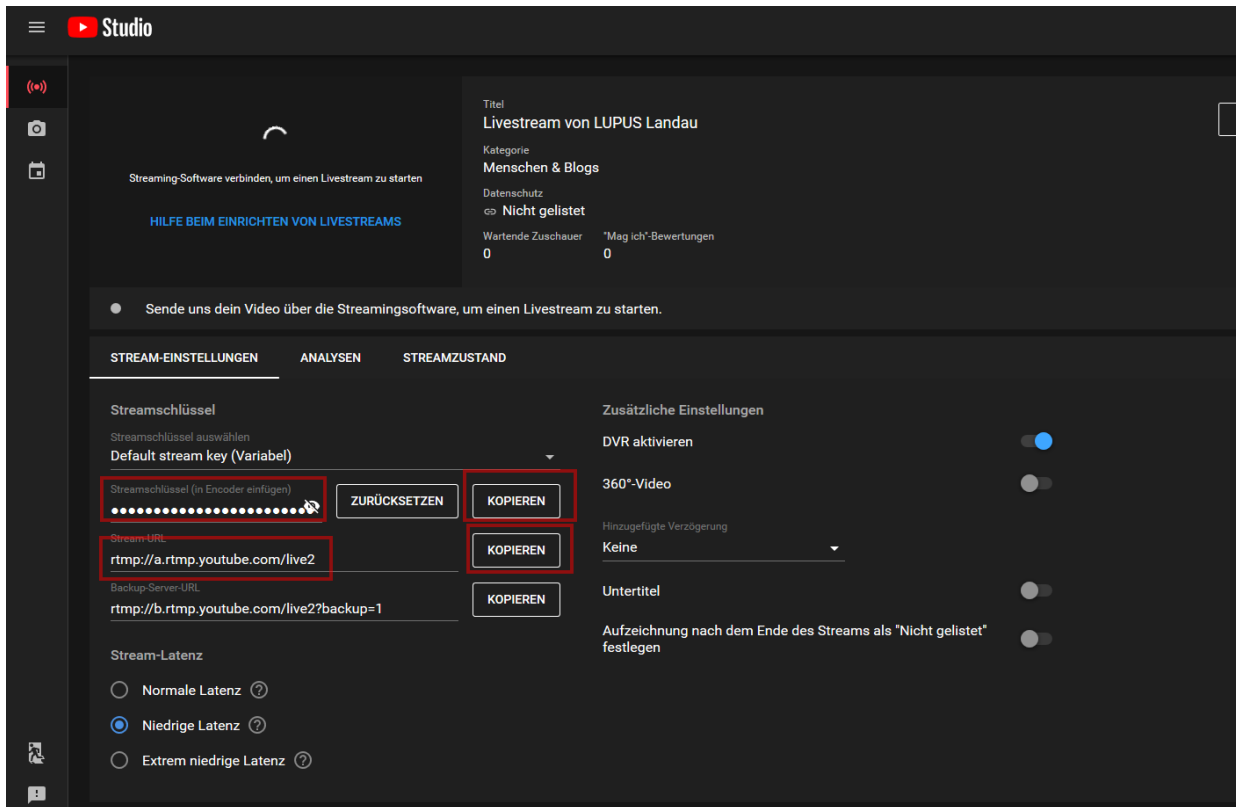 Studio
Streaming-Software verbinden, um einen Livestream zu starten
HILFE BEIM EINRICHTEN VON LIVESTREAMS
Titel
Livestream von LUPUS Landau
Kategorie
Menschen & Blogs
Datenschutz
Nicht gelistet
Wartende Zuschauer "Mag ich"-Bewertungen
0 0
Sende uns dein Video über die Streamingsoftware, um einen Livestream zu starten.
STREAM-EINSTELLUNGEN ANALYSEN STREAMZUSTAND
Streamschlüssel
Streamschlüssel auswählen
Default stream key (Variabel)
Streamschlüssel (in Encoder einfügen)
ZURÜCKSETZEN KOPIEREN
Stream-URL
rtmp://a.rtmp.youtube.com/live2
KOPIEREN
Backup-Server-URL
rtmp://b.rtmp.youtube.com/live2?backup=1
KOPIEREN
Stream-Latenz
Normale Latenz
Niedrige Latenz
Extrem niedrige Latenz
Zusätzliche Einstellungen
DVR aktivieren
360°-Video
Hinzugefügte Verzögerung
Keine
Untertitel
Aufzeichnung nach dem Ende des Streams als "Nicht gelistet"
festlegen